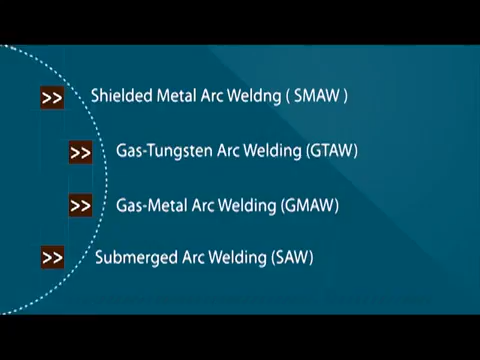 >> Shielded Metal Arc Weldng ( SMAW )
>> Gas-Tungsten Arc Welding (GTAW)
>> Gas-Metal Arc Welding (GMAW)
>> Submerged Arc Welding (SAW)